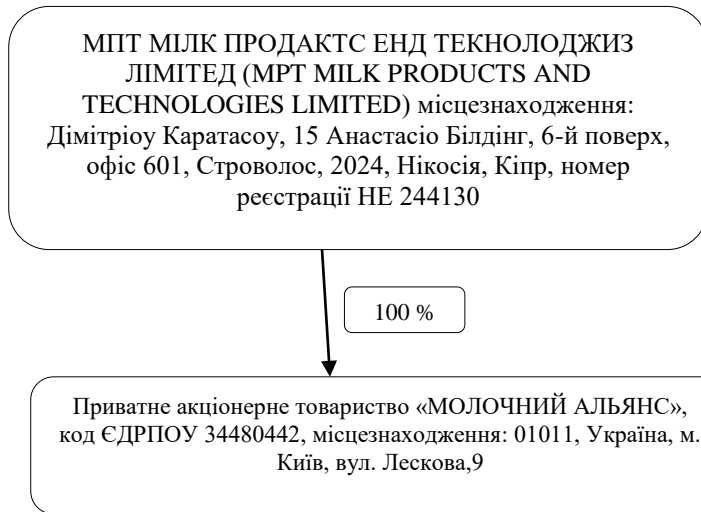 МПТ МІЛК ПРОДАКТС ЕНД ТЕКНОЛОДЖИЗ
ЛІМІТЕД (MPT MILK PRODUCTS AND
TECHNOLOGIES LIMITED) місцезнаходження:
Дімітріоу Каратасоу, 15 Анастасіо Білдінг, 6-й поверх,
офіс 601, Строволос, 2024, Нікосія, Кіпр, номер
реєстрації НЕ 244130
100 %
Приватне акціонерне товариство «МОЛОЧНИЙ АЛЬЯНС»,
код ЄДРПОУ 34480442, місцезнаходження: 01011, Україна, м.
Київ, вул. Лескова,9